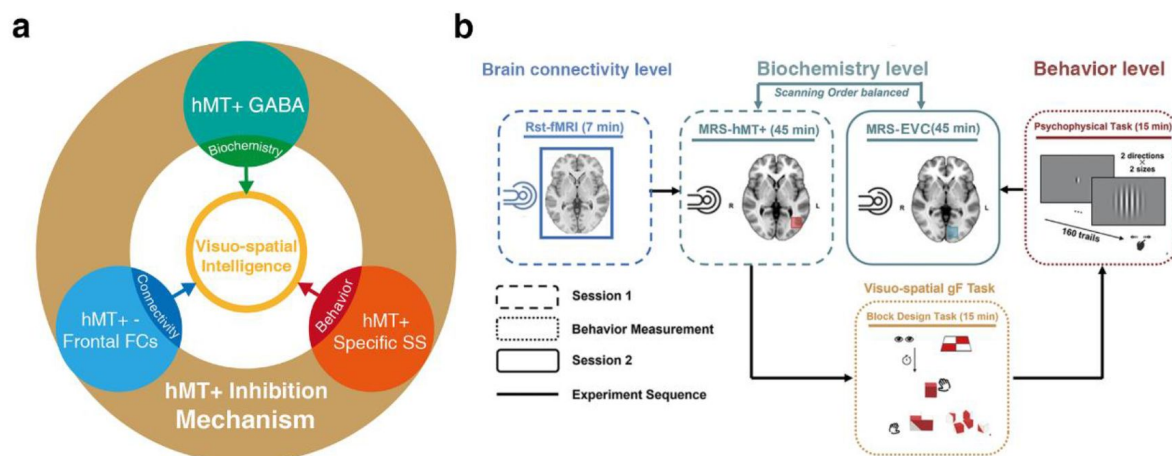 a
hMT+ GABA
Biochemistry
Visuo-spatial
Intelligence
Connectivity
Behavior
hMT+ -
Frontal FCs
hMT+
Specific SS
hMT+ Inhibition
Mechanism
b
Brain connectivity level
Biochemistry level
Behavior level
Scanning Order balanced
Rst-fMRI (7 min)
MRS-hMT+ (45 min)
MRS-EVC(45 min)
Psychophysical Task (15 min)
2 directions
×
2 sizes
R
L
R
L
...
160 trails
Session 1
Behavior Measurement
Session 2
Experiment Sequence
Visuo-spatial gF Task
Block Design Task (15 min)